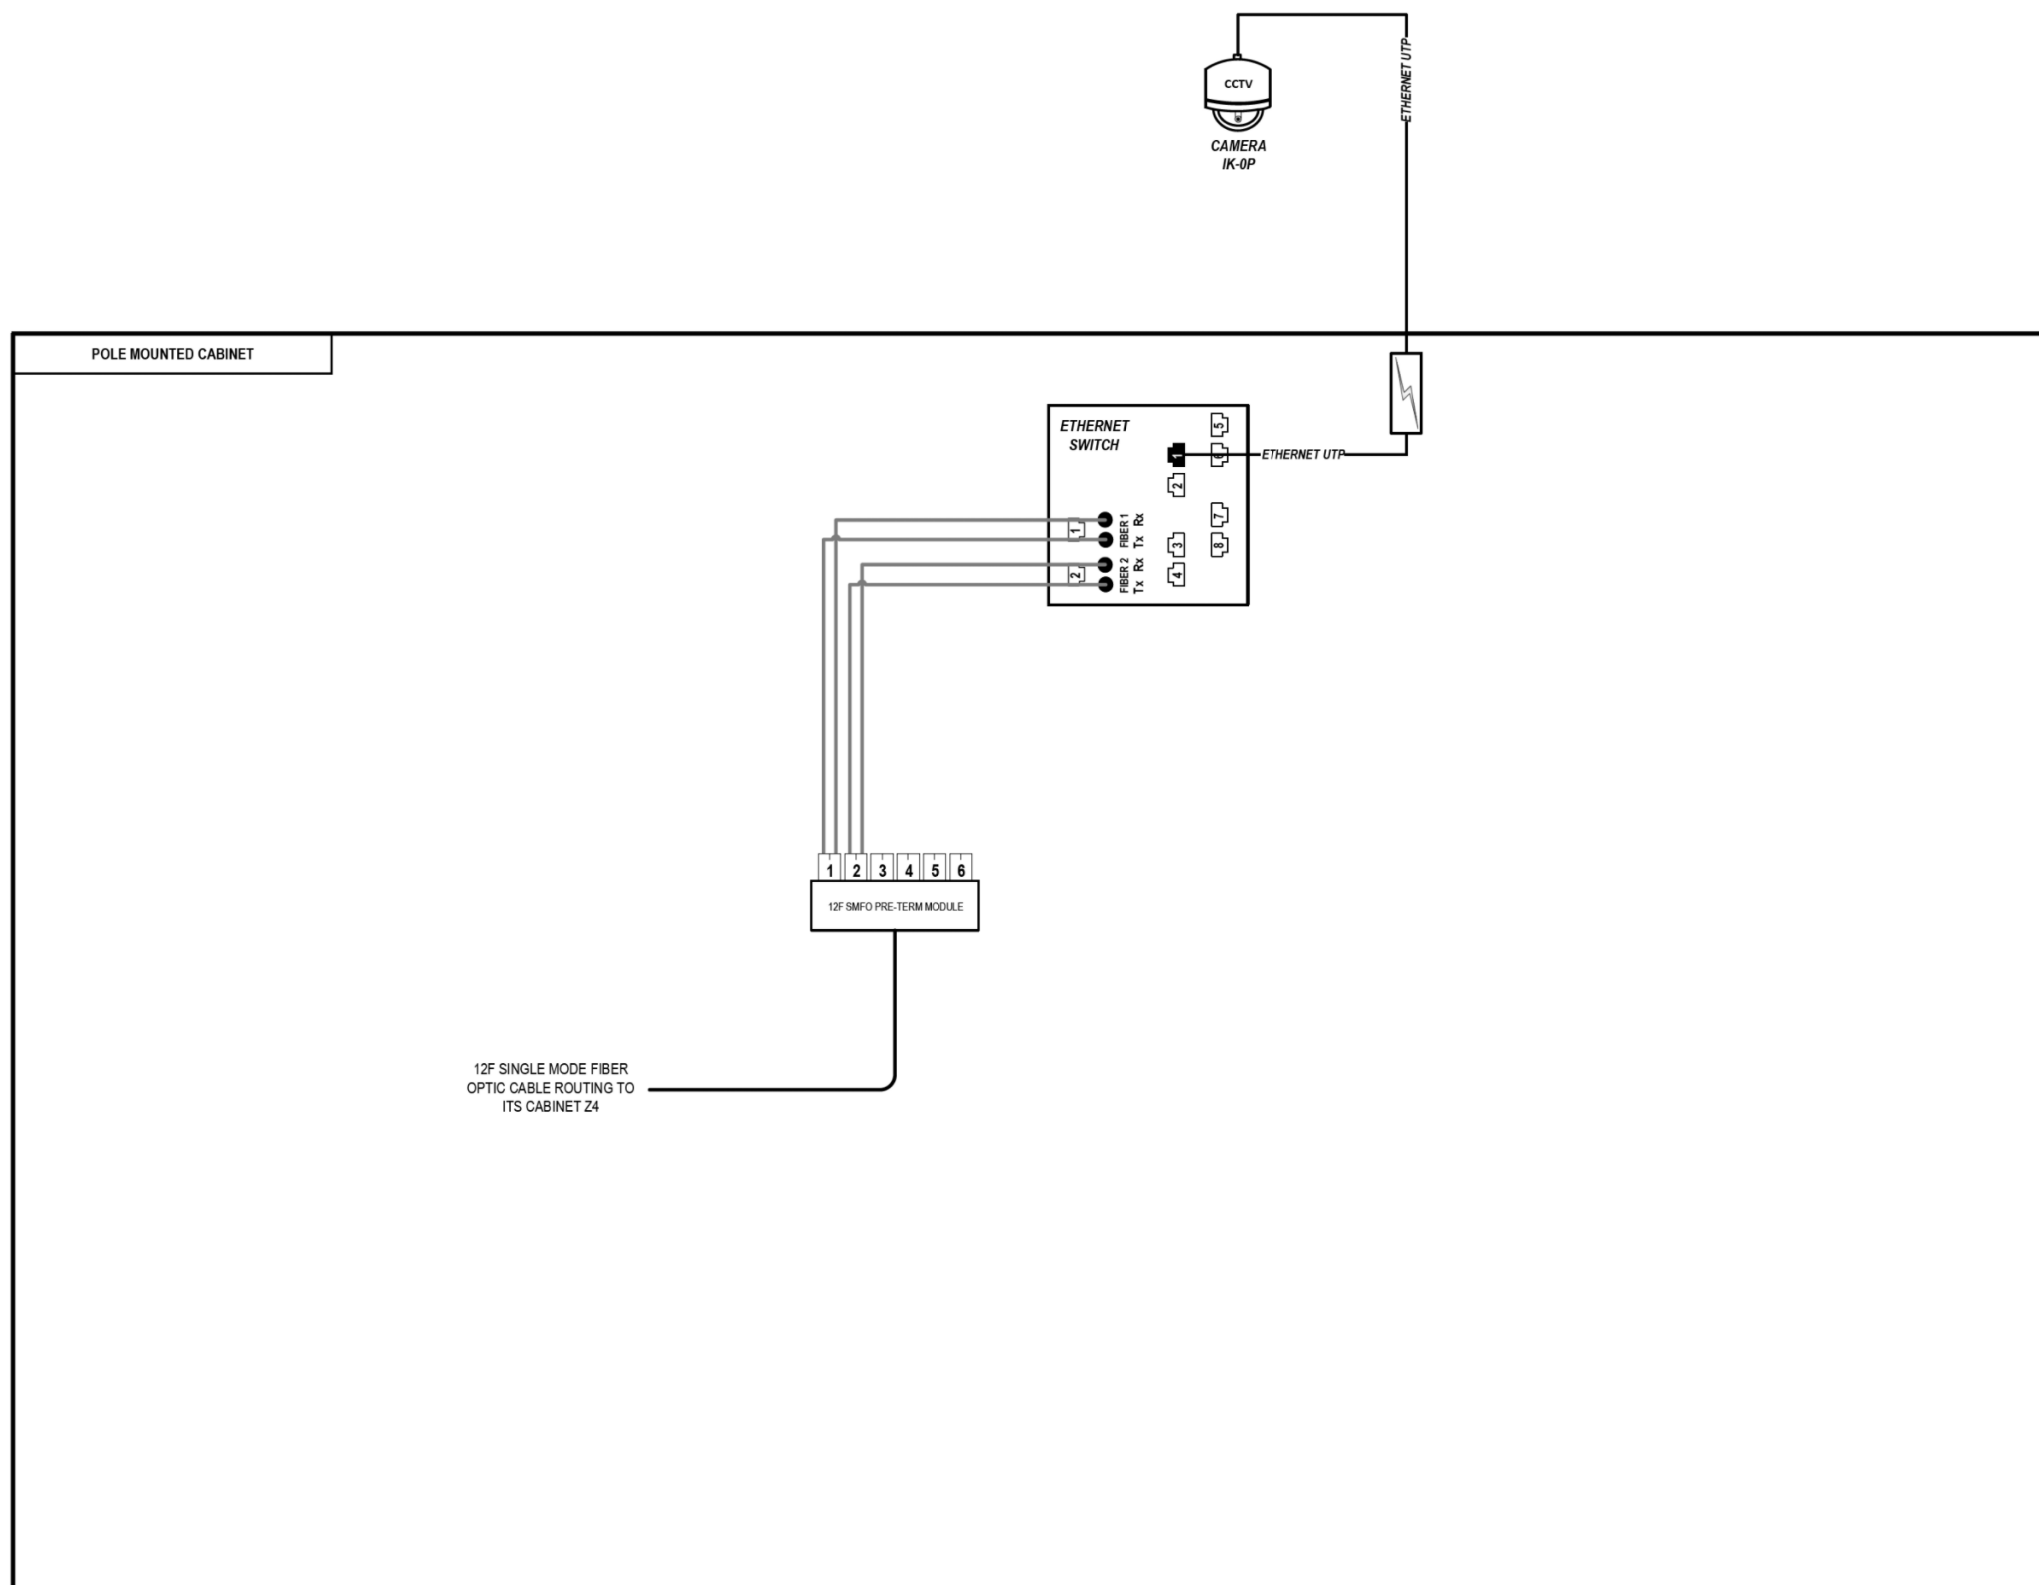 ETHERNET UTP
CCTV
CAMERA
IK-0P
POLE MOUNTED CABINET
ETHERNET
SWITCH
5
1
6
ETHERNET UTP
2
7
1
FIBER 1
Rx
Tx
3
8
2
FIBER 2
Rx
Tx
4
1 2 3 4 5 6
12F SMFO PRE-TERM MODULE
12F SINGLE MODE FIBER
OPTIC CABLE ROUTING TO
ITS CABINET Z4